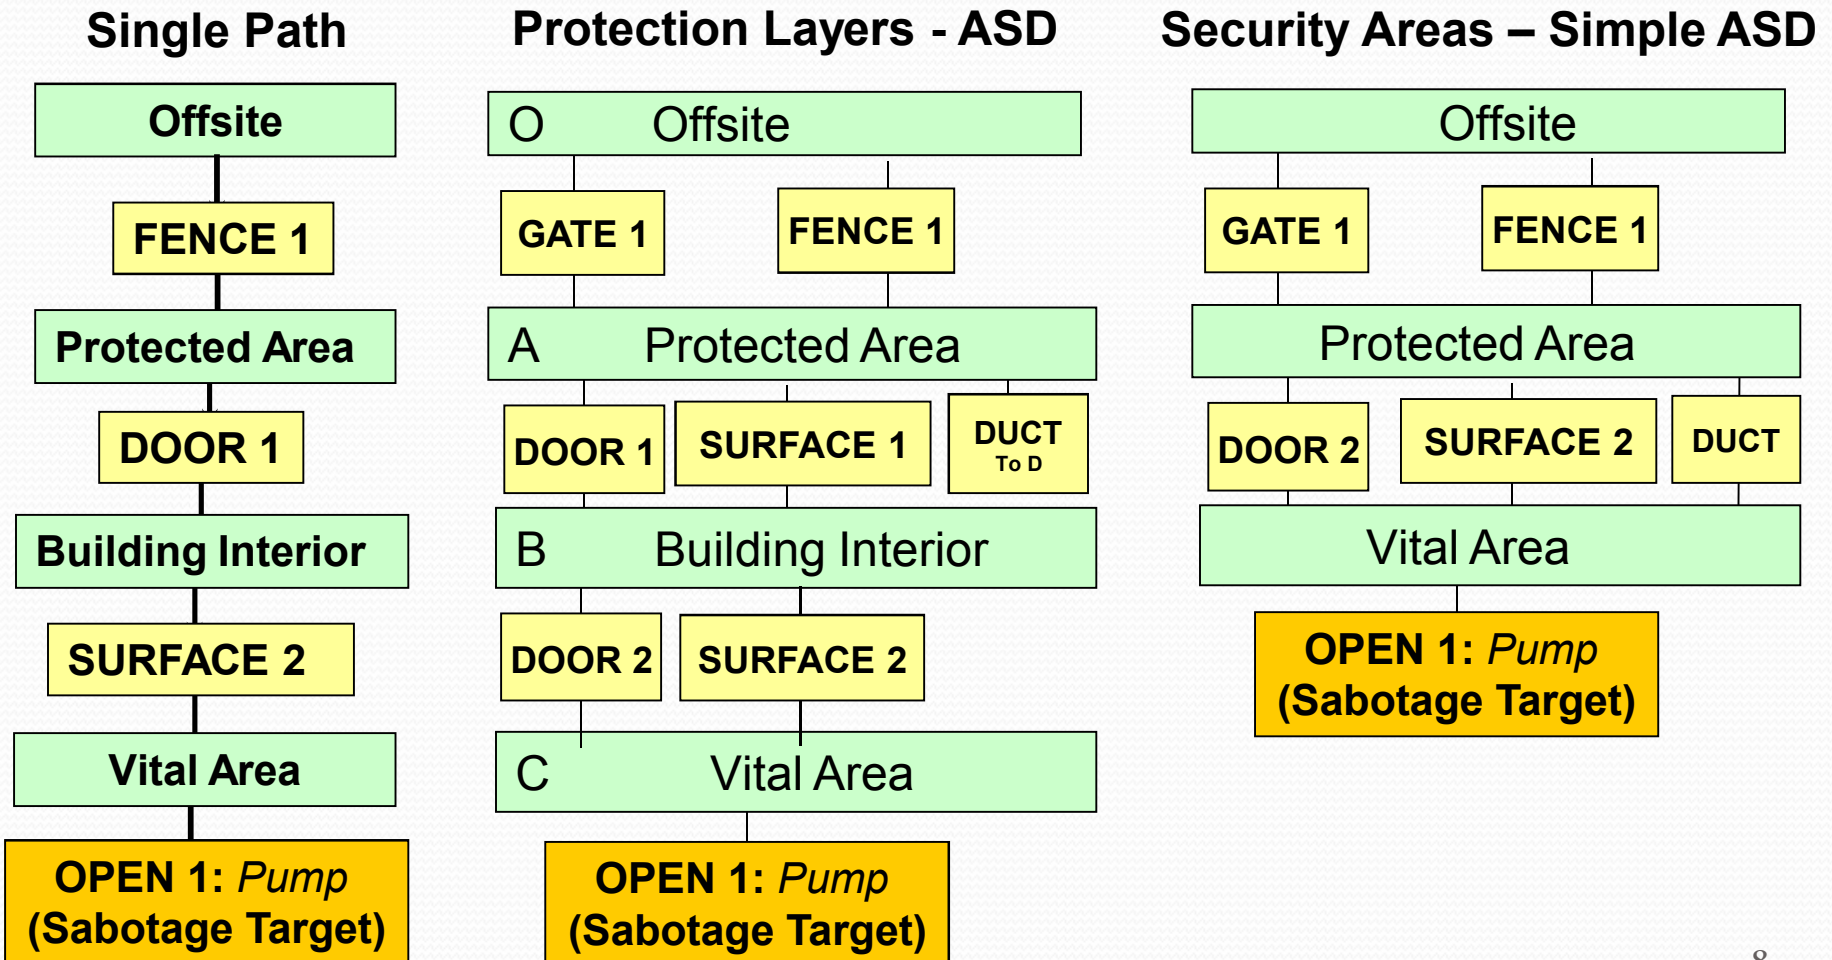 Single Path
Offsite
FENCE 1
Protected Area
DOOR 1
Building Interior
SURFACE 2
Vital Area
OPEN 1: Pump
(Sabotage Target)
Protection Layers - ASD
O Offsite
GATE 1
FENCE 1
A Protected Area
DOOR 1
SURFACE 1
DUCT
To D
B Building Interior
DOOR 2
SURFACE 2
C Vital Area
OPEN 1: Pump
(Sabotage Target)
Security Areas – Simple ASD
Offsite
GATE 1
FENCE 1
Protected Area
DOOR 2
SURFACE 2
DUCT
Vital Area
OPEN 1: Pump
(Sabotage Target)